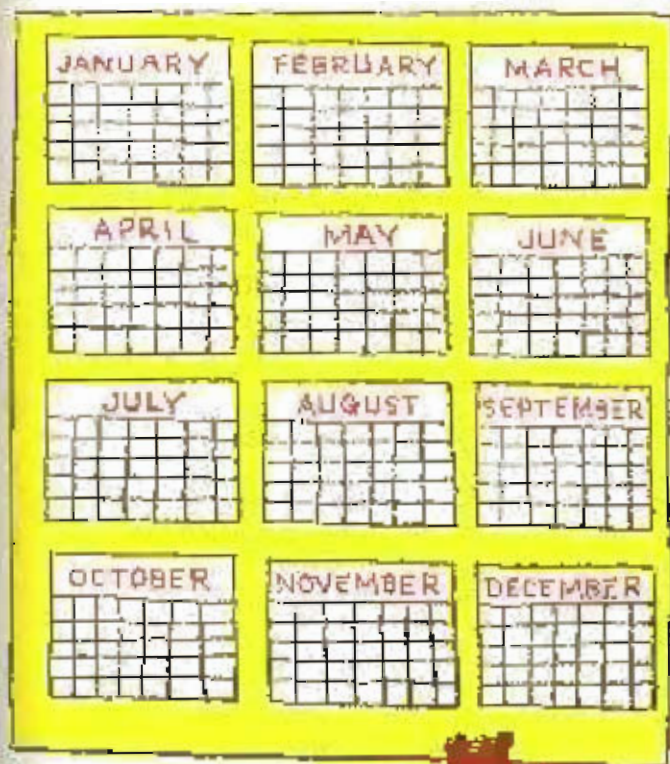 JANUARY FEBRUARY MARCH
APRIL MAY JUNE
JULY AUGUST SEPTEMBER
OCTOBER NOVEMBER DECEMBER